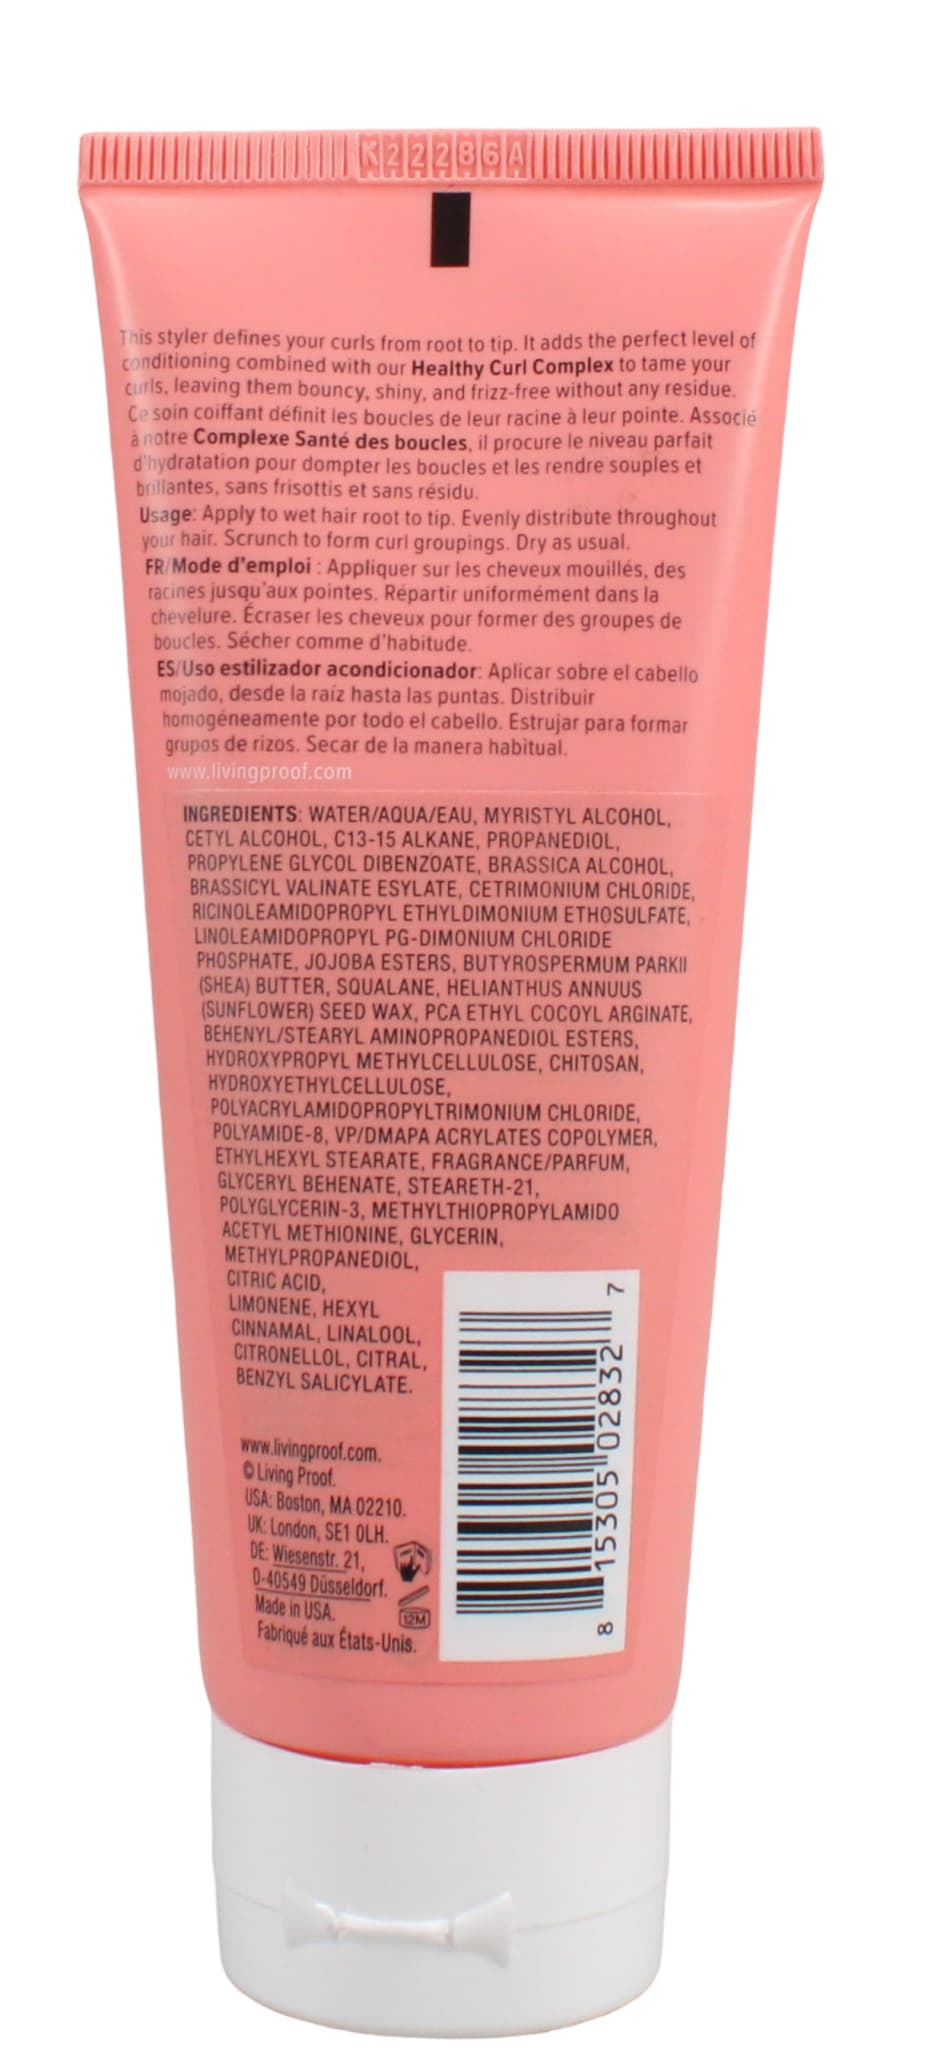 K22286A
This styler defines your curls from root to tip. It adds the perfect level of
conditioning combined with our Healthy Curl Complex to tame your
curls, leaving them bouncy, shiny, and frizz-free without any residue.
Ce soin coiffant définit les boucles de leur racine à leur pointe. Associé
à notre Complexe Santé des boucles, il procure le niveau parfait
d'hydratation pour dompter les boucles et les rendre souples et
brillantes, sans frisottis et sans résidu.
Usage: Apply to wet hair root to tip. Evenly distribute throughout
your hair. Scrunch to form curl groupings. Dry as usual.
FR/Mode d'emploi : Appliquer sur les cheveux mouillés, des
racines jusqu'aux pointes. Répartir uniformément dans la
chevelure. Écraser les cheveux pour former des groupes de
boucles. Sécher comme d'habitude.
ES/Uso estilizador acondicionador: Aplicar sobre el cabello
mojado, desde la raíz hasta las puntas. Distribuir
homogéneamente por todo el cabello. Estrujar para formar
grupos de rizos. Secar de la manera habitual.
www.livingproof.com
INGREDIENTS: WATER/AQUA/EAU, MYRISTYL ALCOHOL,
CETYL ALCOHOL, C13-15 ALKANE, PROPANEDIOL,
PROPYLENE GLYCOL DIBENZOATE, BRASSICA ALCOHOL,
BRASSICYL VALINATE ESYLATE, CETRIMONIUM CHLORIDE,
RICINOLEAMIDOPROPYL ETHYLDIMONIUM ETHOSULFATE,
LINOLEAMIDOPROPYL PG-DIMONIUM CHLORIDE
PHOSPHATE, JOJOBA ESTERS, BUTYROSPERMUM PARKII
(SHEA) BUTTER, SQUALANE, HELIANTHUS ANNUUS
(SUNFLOWER) SEED WAX, PCA ETHYL COCOYL ARGINATE,
BEHENYL/STEARYL AMINOPROPANEDIOL ESTERS,
HYDROXYPROPYL METHYLCELLULOSE, CHITOSAN,
HYDROXYETHYLCELLULOSE,
POLYACRYLAMIDOPROPYLTRIMONIUM CHLORIDE,
POLYAMIDE-8, VP/DMAPA ACRYLATES COPOLYMER,
ETHYLHEXYL STEARATE, FRAGRANCE/PARFUM,
GLYCERYL BEHENATE, STEARETH-21,
POLYGLYCERIN-3, METHYLTHIOPROPYLAMIDO
ACETYL METHIONINE, GLYCERIN,
METHYLPROPANEDIOL,
CITRIC ACID,
LIMONENE, HEXYL
CINNAMAL, LINALOOL,
CITRONELLOL, CITRAL,
BENZYL SALICYLATE.
www.livingproof.com.
© Living Proof.
USA: Boston, MA 02210.
UK: London, SE1 0LH.
DE: Wiesenstr. 21,
D-40549 Düsseldorf.
Made in USA.
Fabriqué aux États-Unis.
12M
8 15305 02832 7